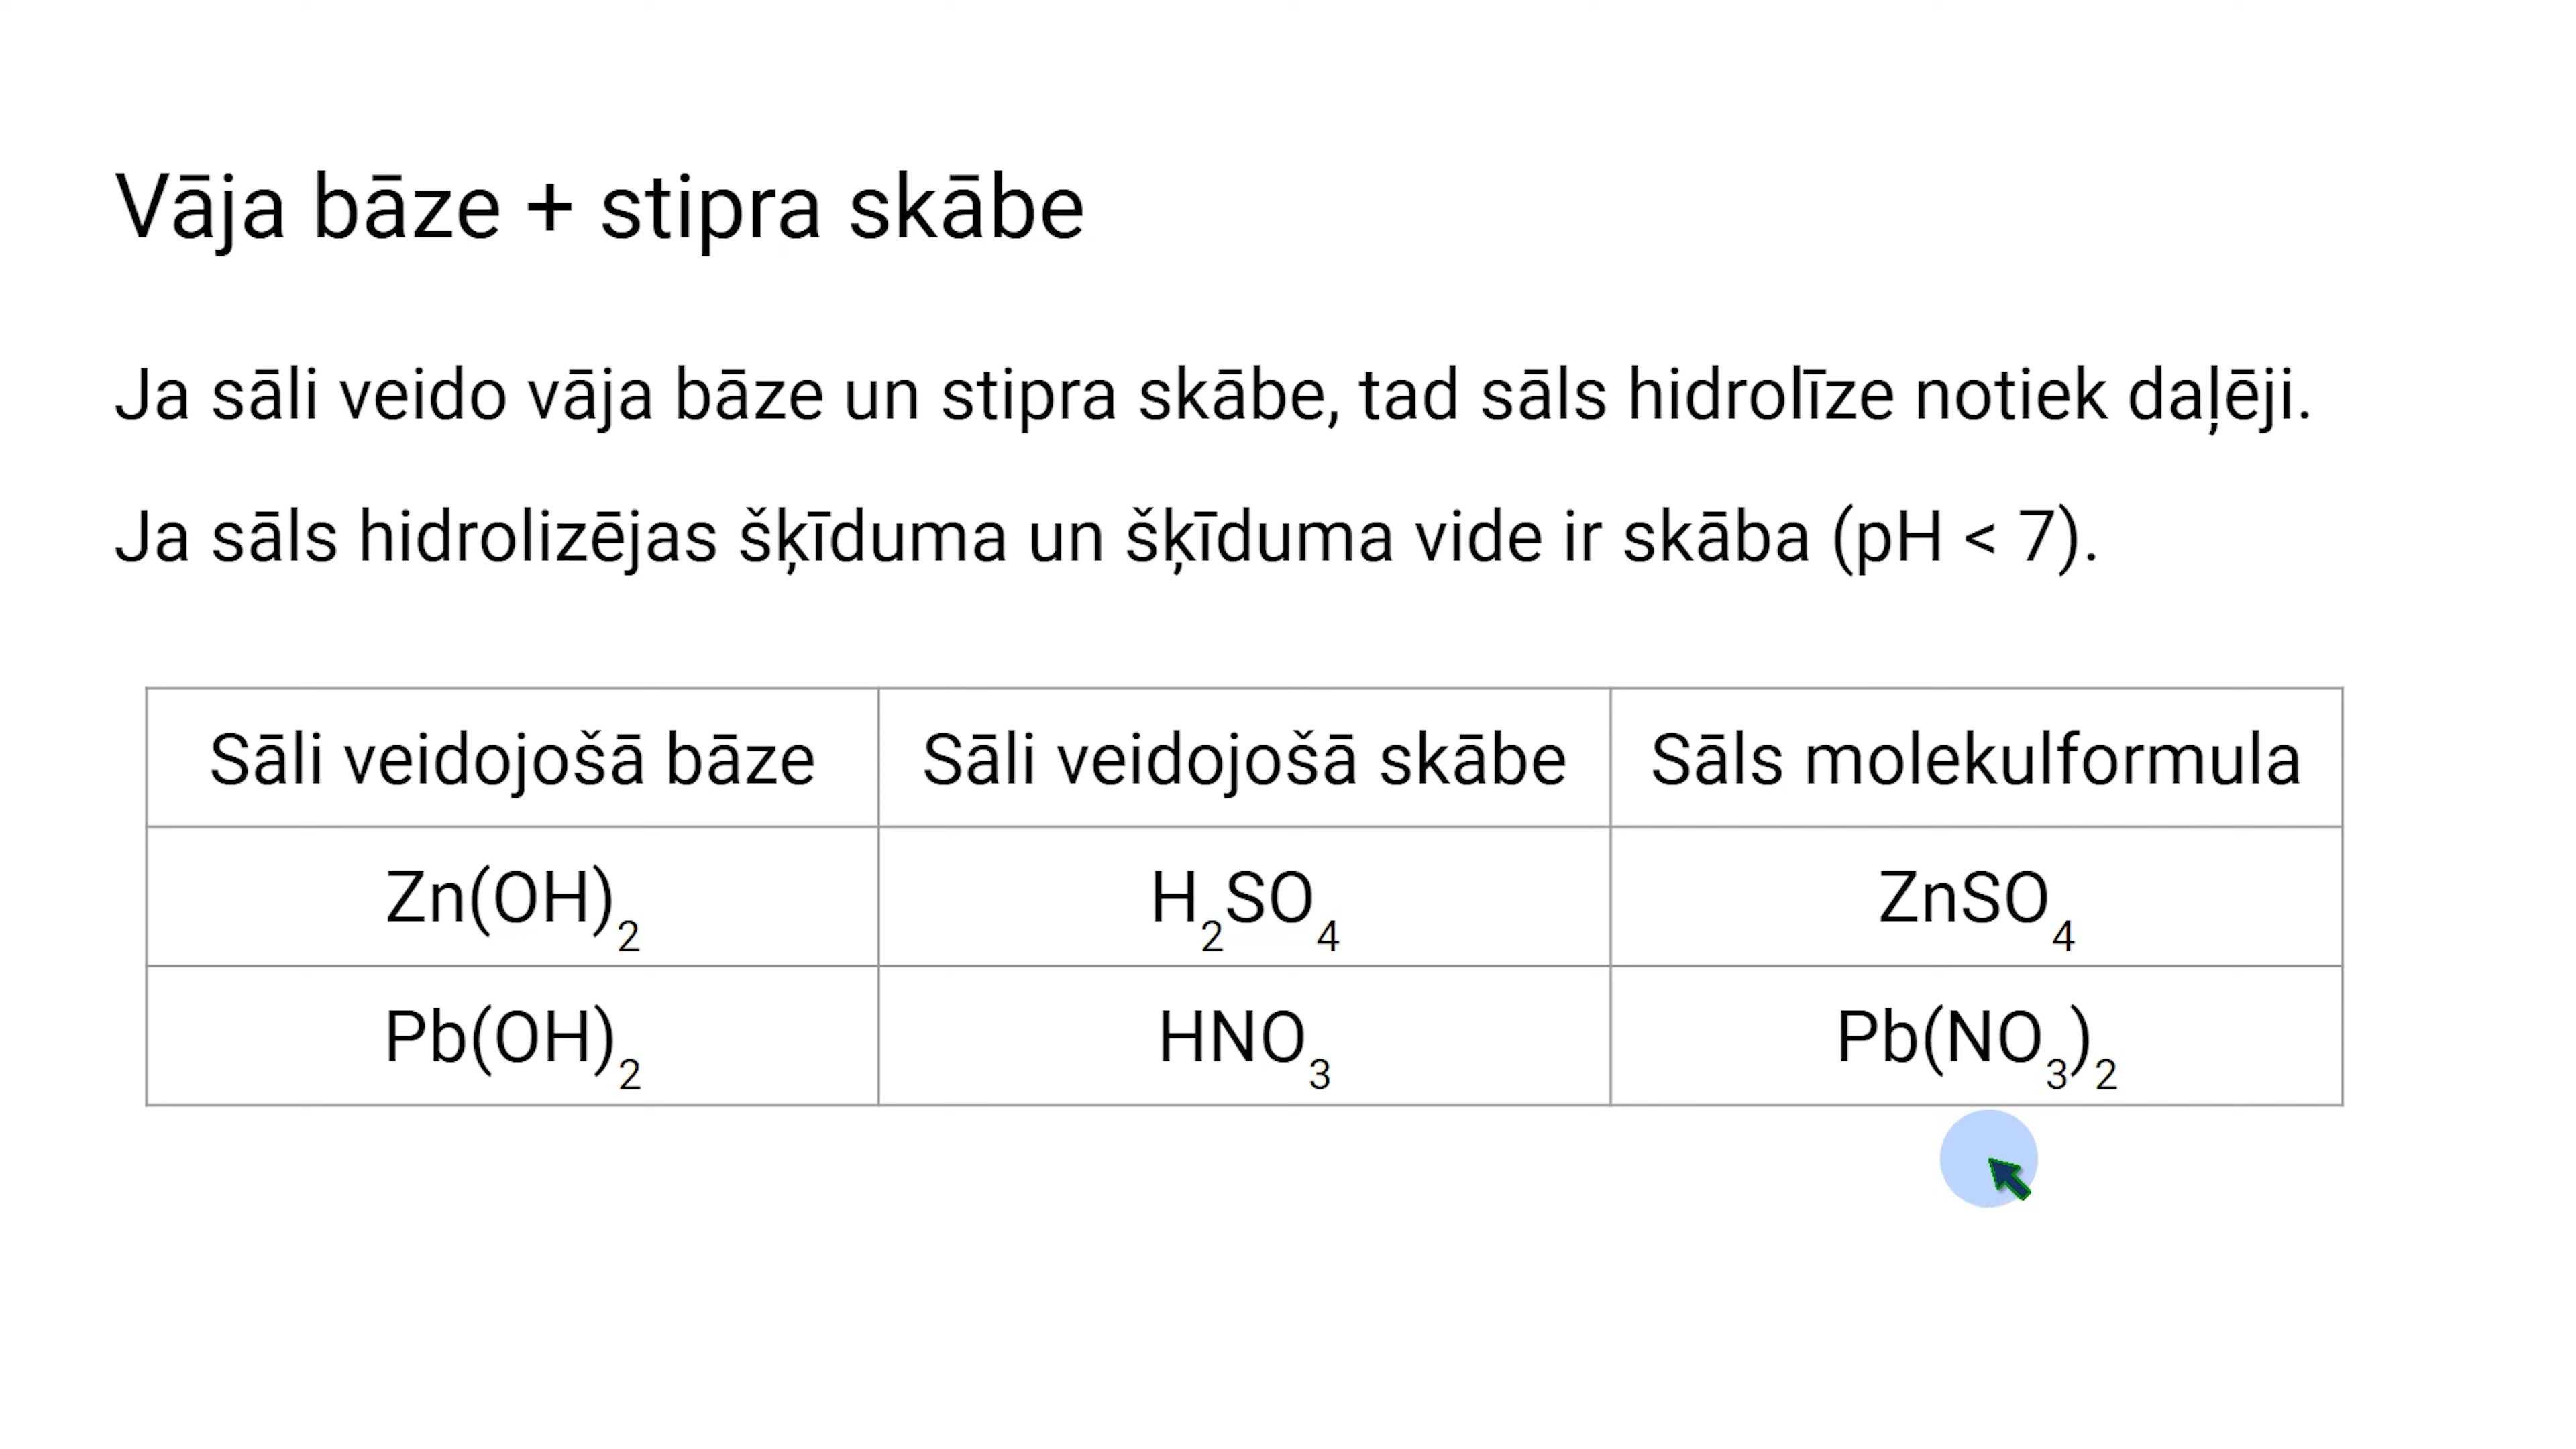 Vāja bāze + stipra skābe
Ja sāli veido vāja bāze un stipra skābe, tad sāls hidrolīze notiek daļēji.
Ja sāls hidrolizējas šķīduma un šķīduma vide ir skāba (pH < 7).
Sāli veidojošā bāze Sāli veidojošā skābe Sāls molekulformula
Zn(OH)₂ H₂SO₄ ZnSO₄
Pb(OH)₂ HNO₃ Pb(NO₃)₂